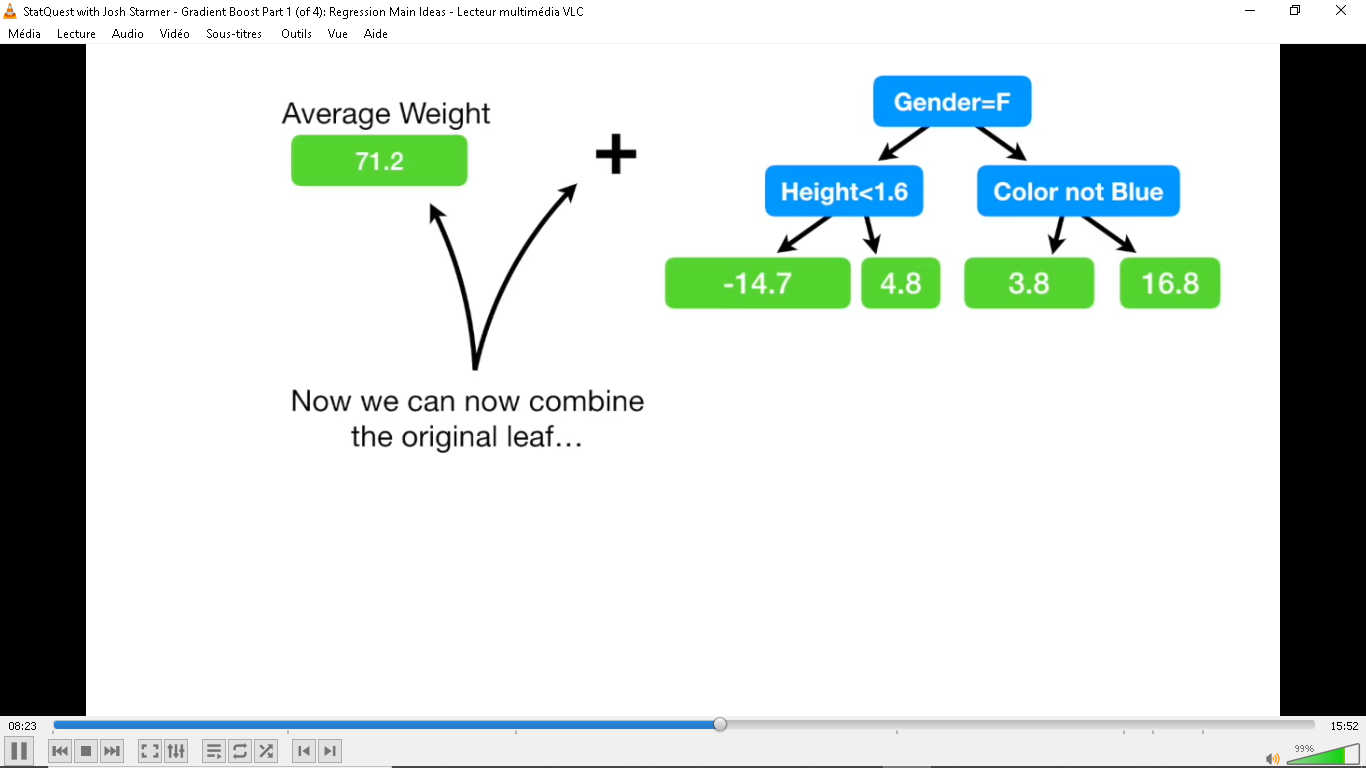 StatQuest with Josh Starmer - Gradient Boost Part 1 (of 4): Regression Main Ideas - Lecteur multimédia VLC
Média Lecture Audio Vidéo Sous-titres Outils Vue Aide
Average Weight
71.2
+
Gender=F
Height<1.6 Color not Blue
-14.7 4.8 3.8 16.8
Now we can now combine
the original leaf...
08:23 15:52
99%